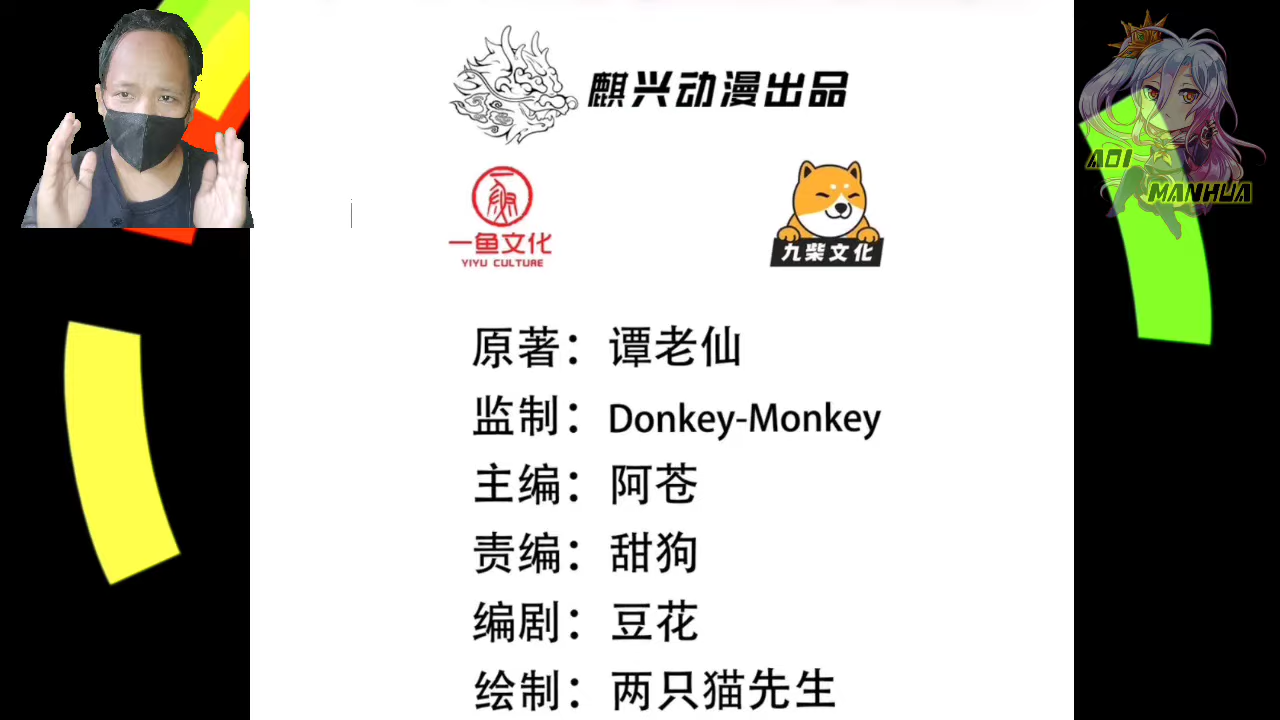 麒兴动漫出品
一鱼文化
YIYU CULTURE
九柴文化
AOI
MANHUA
原著：谭老仙
监制：Donkey-Monkey
主编：阿苍
责编：甜狗
编剧：豆花
绘制：两只猫先生